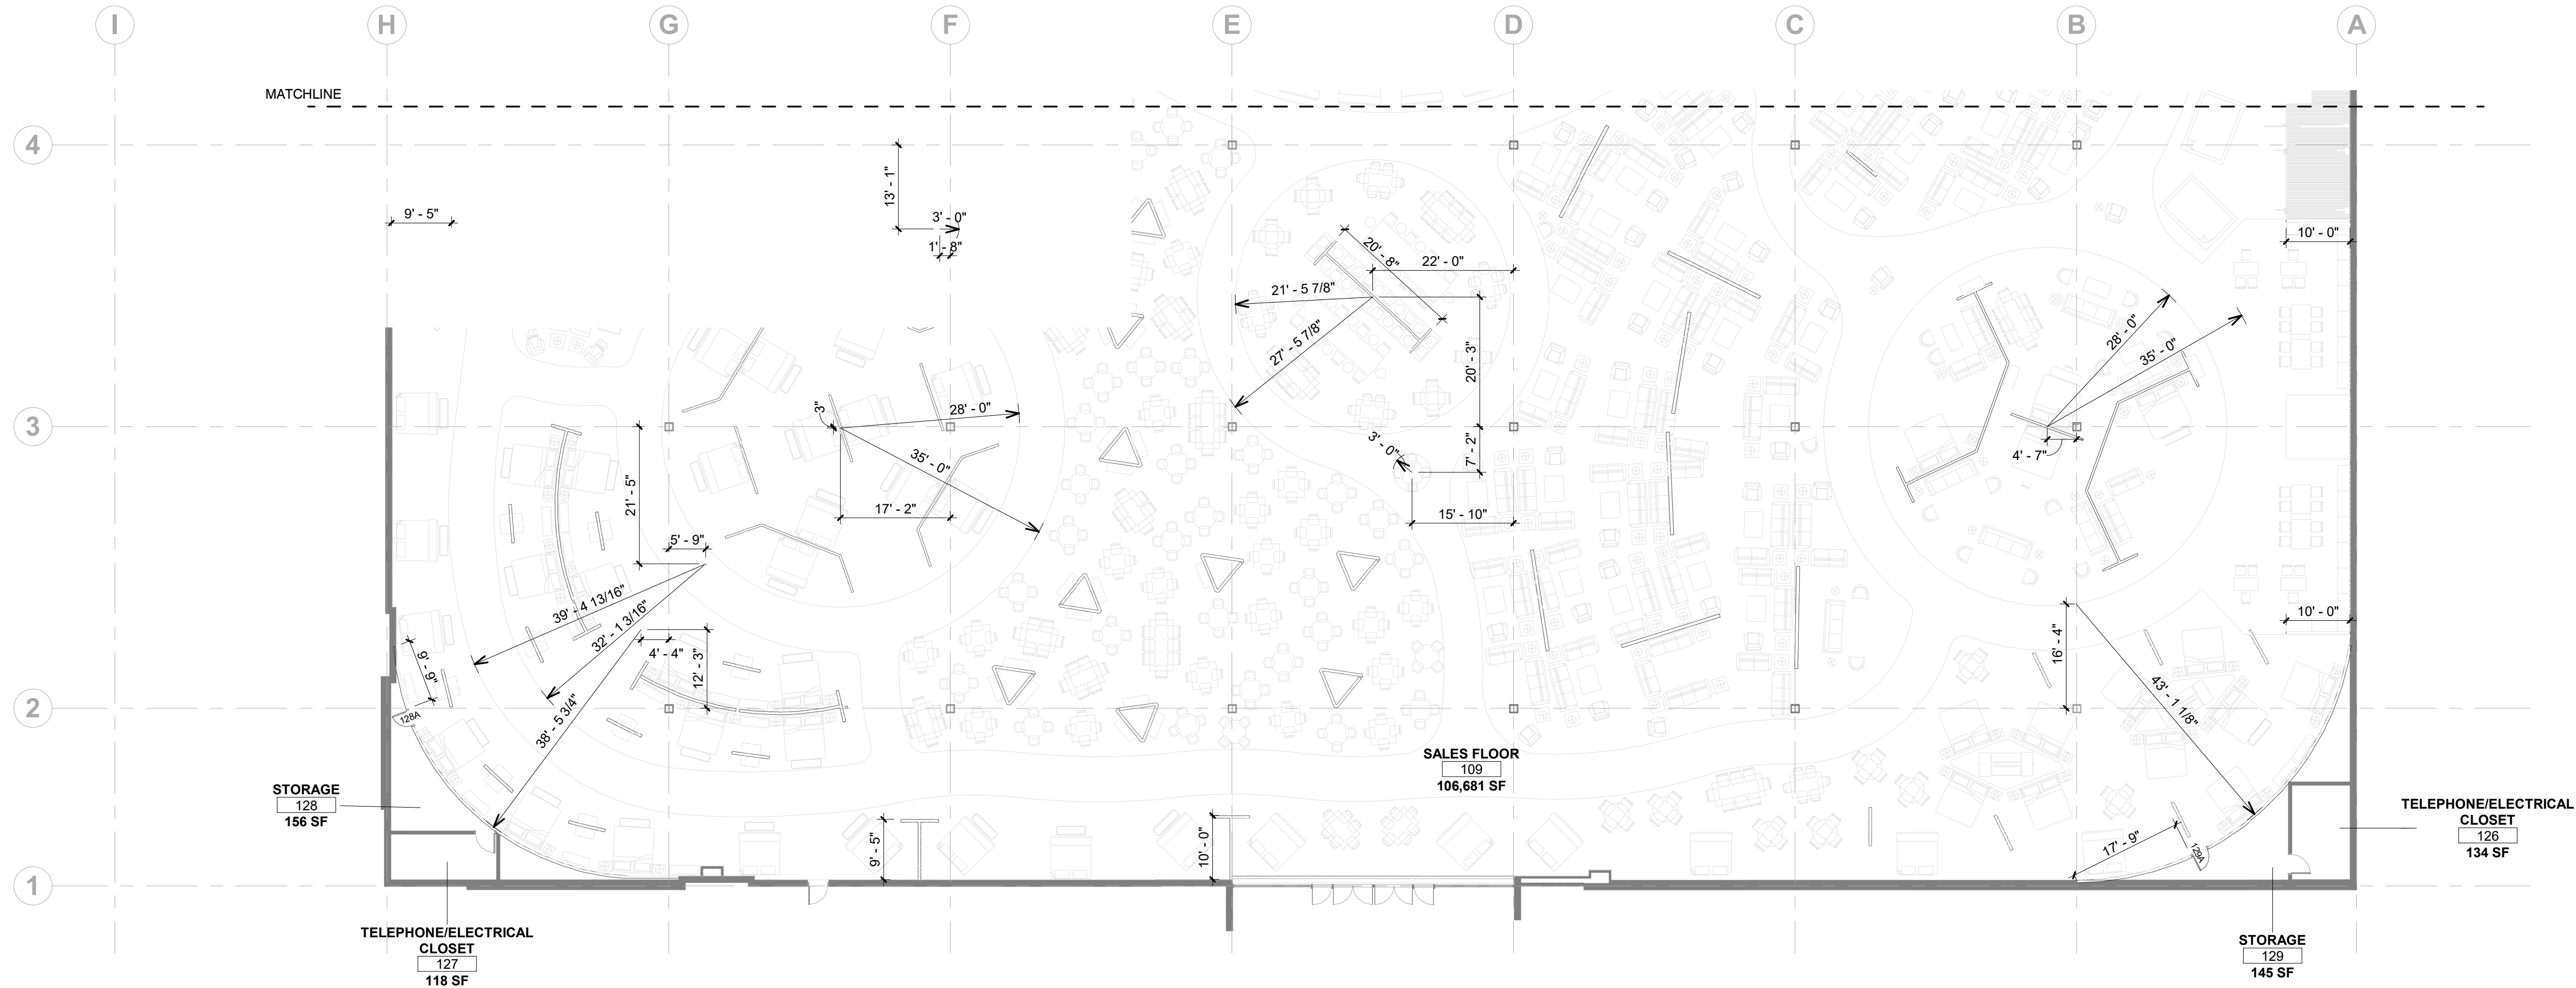 I H G F E D C B A
MATCHLINE
4
13' - 1"
9' - 5"
3' - 0"
1' - 8"
20' - 8"
22' - 0"
10' - 0"
21' - 5 7/8"
27' - 5 7/8"
20' - 3"
28' - 0"
35' - 0"
3
3"
28' - 0"
35' - 0"
3' - 0"
7' - 2"
4' - 7"
21' - 5"
17' - 2"
15' - 10"
5' - 9"
39' - 4 13/16"
32' - 1 3/16"
10' - 0"
4' - 4"
12' - 3"
16' - 4"
9' - 9"
43' - 1 1/8"
2
128A
38' - 5 3/4"
SALES FLOOR
109
106,681 SF
STORAGE
128
156 SF
TELEPHONE/ELECTRICAL
CLOSET
126
134 SF
9' - 5"
10' - 0"
17' - 9"
129A
1
TELEPHONE/ELECTRICAL
CLOSET
127
118 SF
STORAGE
129
145 SF